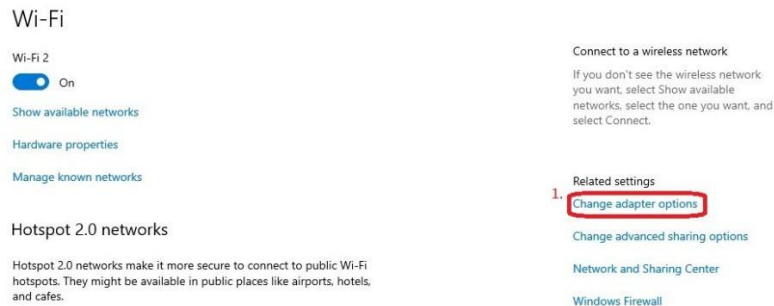 Wi-Fi
Wi-Fi 2
On
Show available networks
Hardware properties
Manage known networks
Hotspot 2.0 networks
Hotspot 2.0 networks make it more secure to connect to public Wi-Fi
hotspots. They might be available in public places like airports, hotels,
and cafes.
Connect to a wireless network
If you don't see the wireless network
you want, select Show available
networks, select the one you want, and
select Connect.
Related settings
1.
Change adapter options
Change advanced sharing options
Network and Sharing Center
Windows Firewall